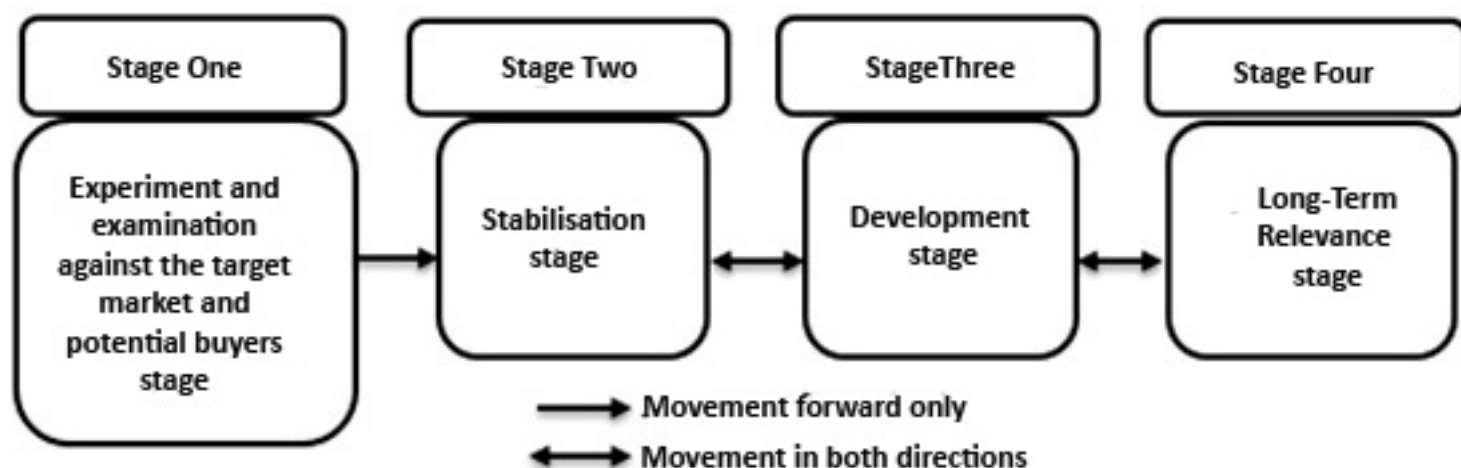 Stage One
Stage Two
StageThree
Stage Four
Experiment and
examination
against the target
market and
potential buyers
stage
Stabilisation
stage
Development
stage
Long-Term
Relevance
stage
Movement forward only
Movement in both directions